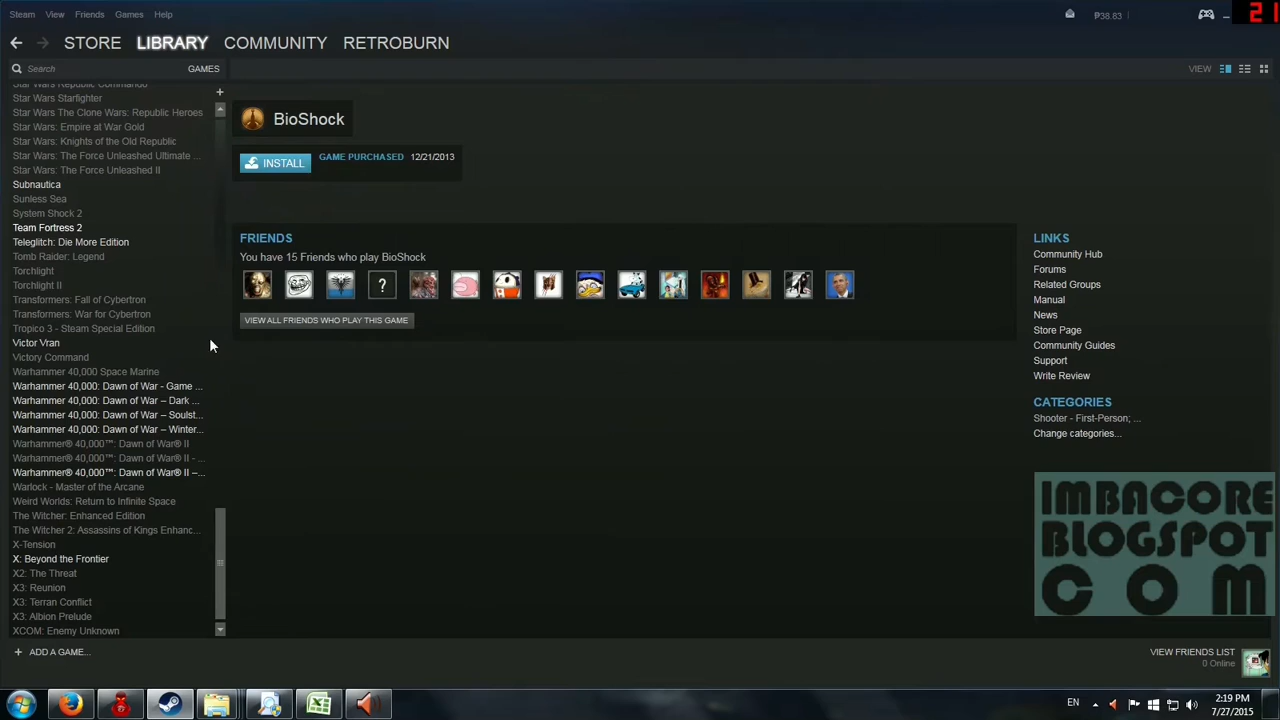 Steam View Friends Games Help
₱38.83
21
STORE LIBRARY COMMUNITY RETROBURN
Search GAMES
VIEW
Star Wars Republic Commando
Star Wars Starfighter
Star Wars The Clone Wars: Republic Heroes
Star Wars: Empire at War Gold
Star Wars: Knights of the Old Republic
Star Wars: The Force Unleashed Ultimate ...
Star Wars: The Force Unleashed II
Subnautica
Sunless Sea
System Shock 2
Team Fortress 2
Teleglitch: Die More Edition
Tomb Raider: Legend
Torchlight
Torchlight II
Transformers: Fall of Cybertron
Transformers: War for Cybertron
Tropico 3 - Steam Special Edition
Victor Vran
Victory Command
Warhammer 40,000 Space Marine
Warhammer 40,000: Dawn of War - Game ...
Warhammer 40,000: Dawn of War – Dark ...
Warhammer 40,000: Dawn of War – Soulst...
Warhammer 40,000: Dawn of War – Winter...
Warhammer® 40,000™: Dawn of War® II
Warhammer® 40,000™: Dawn of War® II - ...
Warhammer® 40,000™: Dawn of War® II –...
Warlock - Master of the Arcane
Weird Worlds: Return to Infinite Space
The Witcher: Enhanced Edition
The Witcher 2: Assassins of Kings Enhanc...
X-Tension
X: Beyond the Frontier
X2: The Threat
X3: Reunion
X3: Terran Conflict
X3: Albion Prelude
XCOM: Enemy Unknown
+ ADD A GAME...
BioShock
INSTALL
GAME PURCHASED 12/21/2013
FRIENDS
You have 15 Friends who play BioShock
?
VIEW ALL FRIENDS WHO PLAY THIS GAME
LINKS
Community Hub
Forums
Related Groups
Manual
News
Store Page
Community Guides
Support
Write Review
CATEGORIES
Shooter - First-Person; ...
Change categories...
IMBACORE
BLOGSPOT
COM
VIEW FRIENDS LIST
0 Online
EN
2:19 PM
7/27/2015